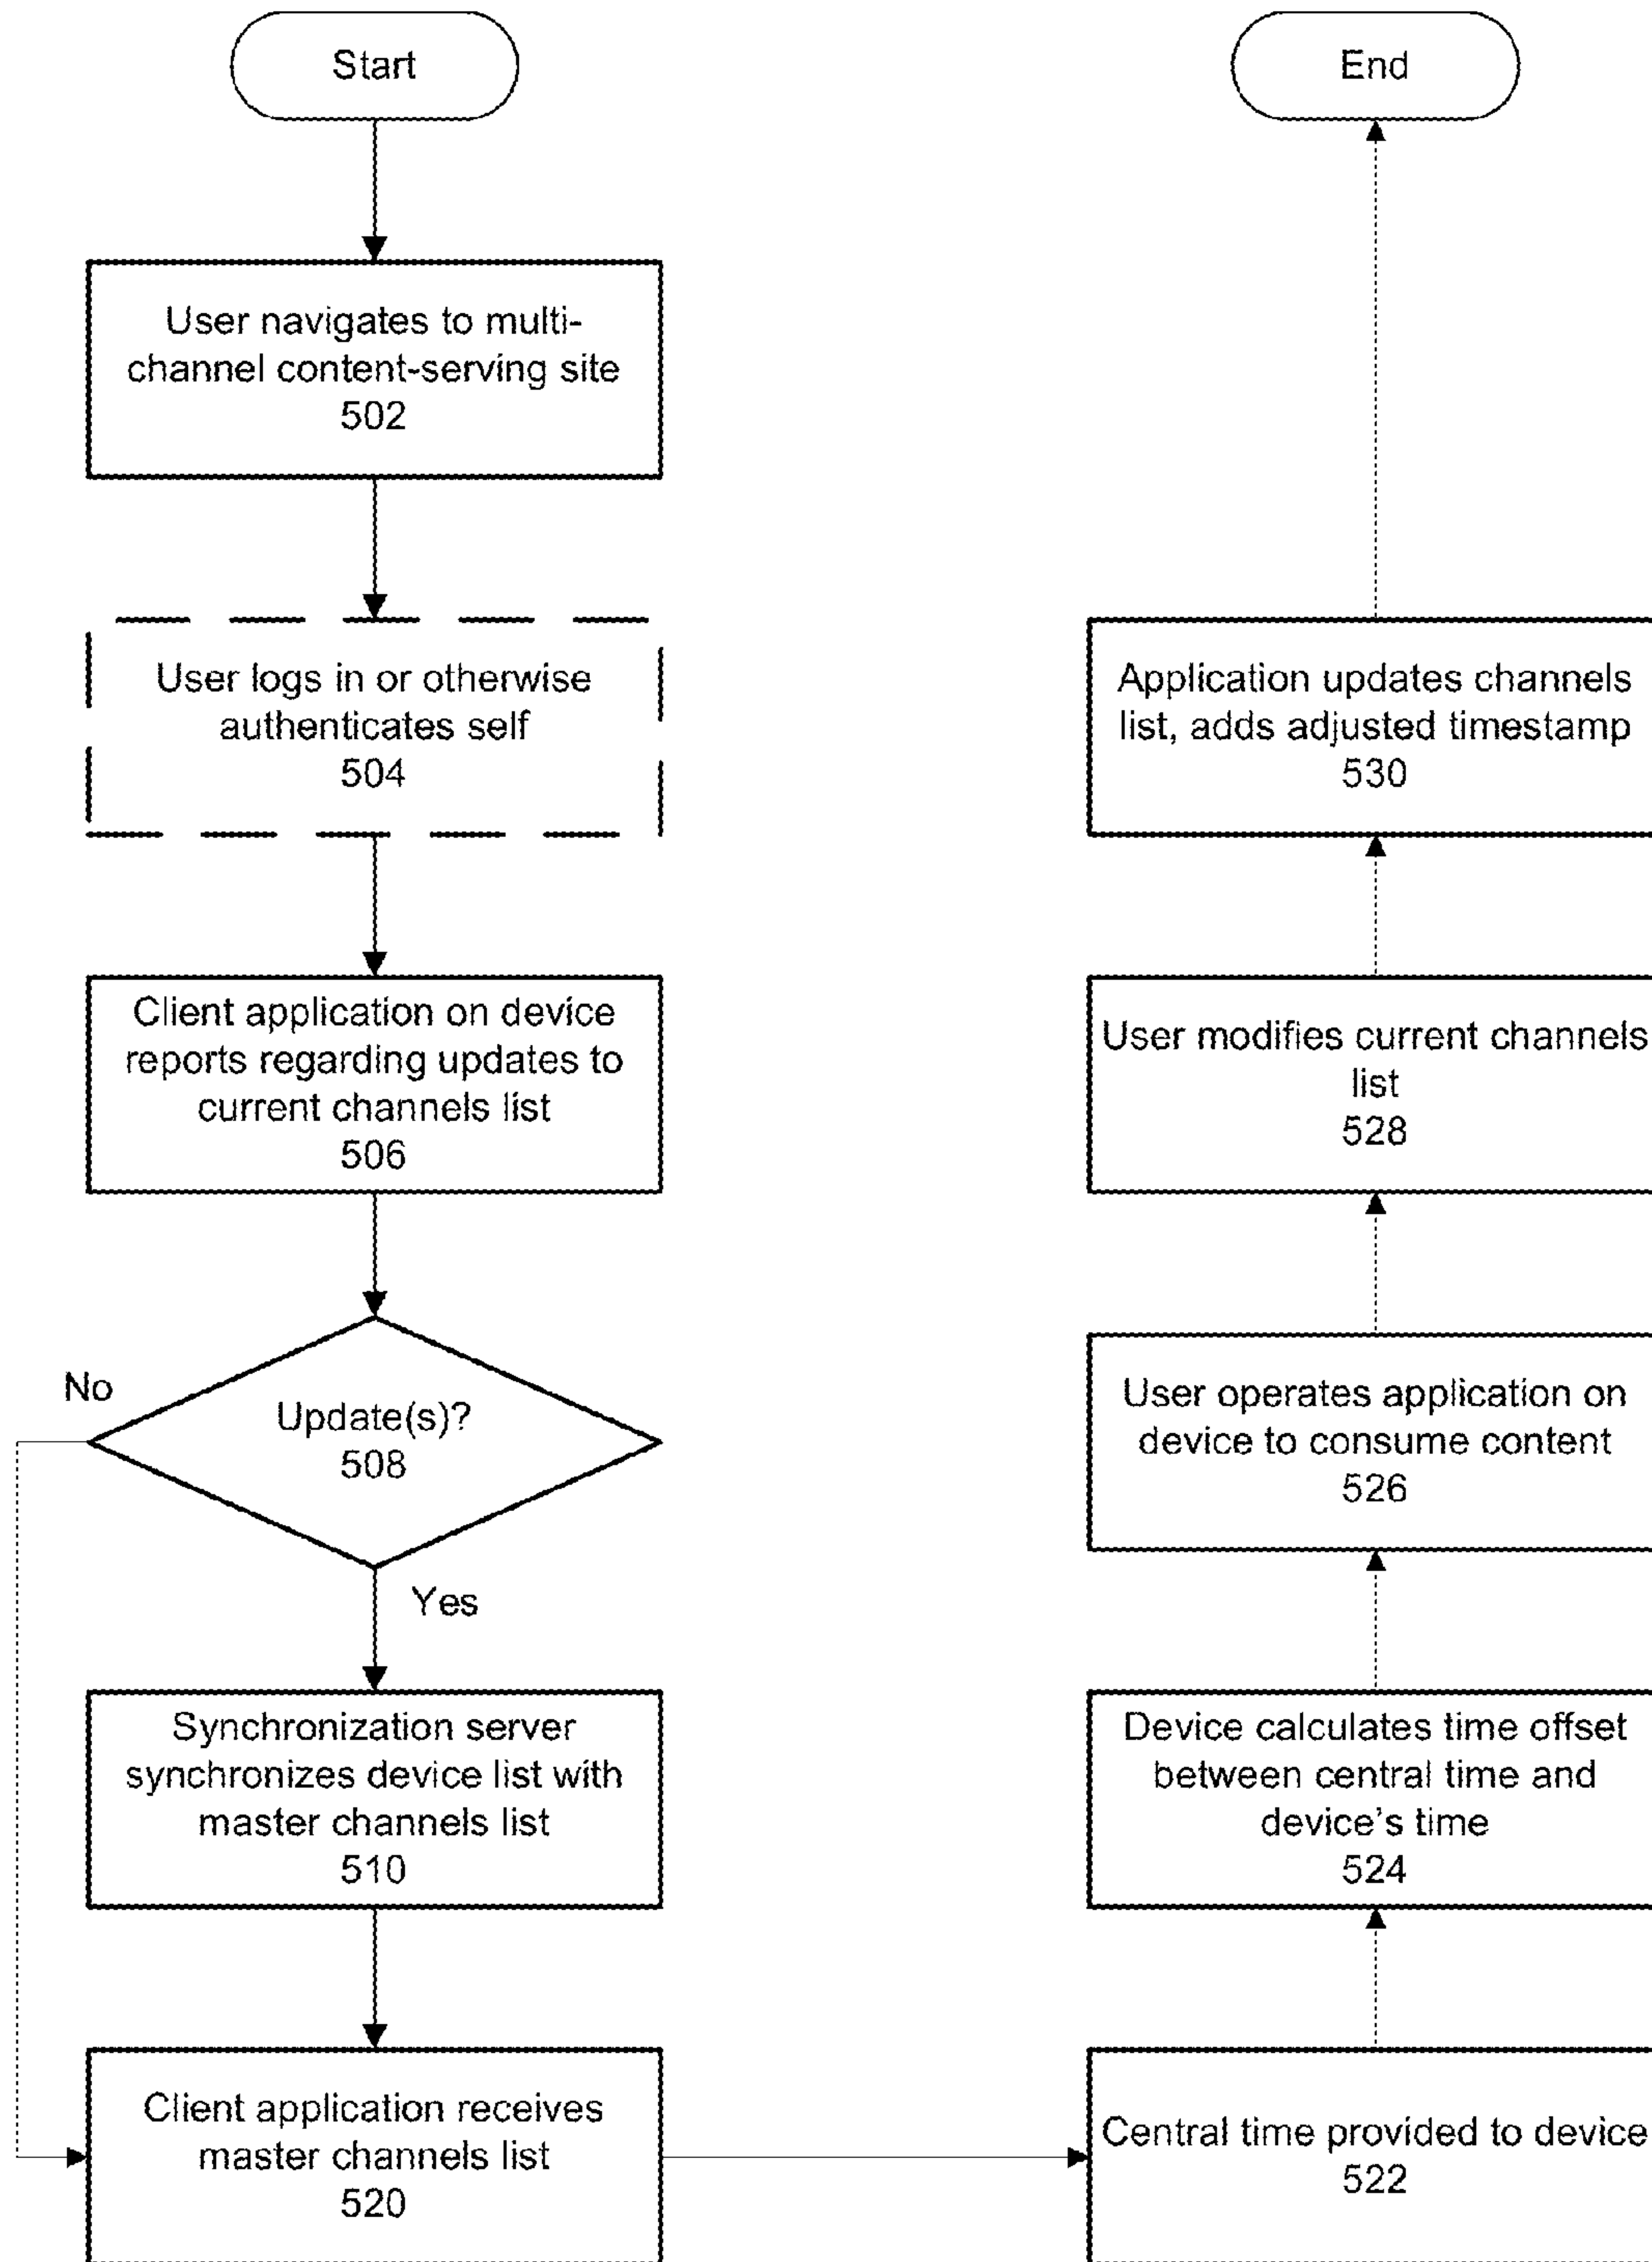 Start
User navigates to multi-
channel content-serving site
502
User logs in or otherwise
authenticates self
504
Client application on device
reports regarding updates to
current channels list
506
No
Update(s)?
508
Yes
Synchronization server
synchronizes device list with
master channels list
510
Client application receives
master channels list
520
End
Application updates channels
list, adds adjusted timestamp
530
User modifies current channels
list
528
User operates application on
device to consume content
526
Device calculates time offset
between central time and
device's time
524
Central time provided to device
522